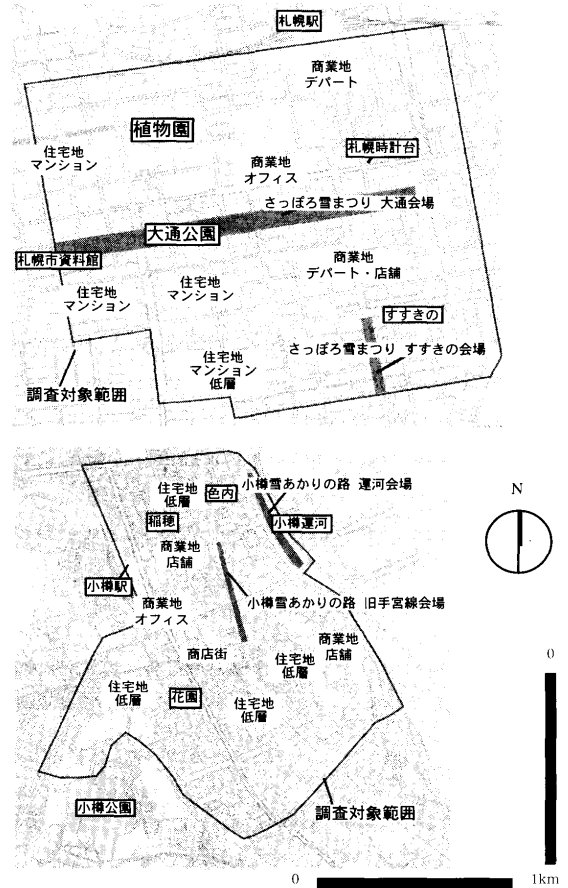 札幌駅
商業地
デパート
植物園
住宅地
マンション
札幌時計台
商業地
オフィス
さっぽろ雪まつり 大通会場
大通公園
札幌市資料館
商業地
デパート・店舗
住宅地
マンション
住宅地
マンション
すすきの
さっぽろ雪まつり すすきの会場
住宅地
マンション
低層
調査対象範囲
小樽雪あかりの路 運河会場
住宅地
低層
色内
稲穂
小樽運河
商業地
店舗
小樽駅
商業地
オフィス
小樽雪あかりの路 旧手宮線会場
商業地
店舗
商店街
住宅地
低層
住宅地
低層
花園
住宅地
低層
小樽公園
調査対象範囲
N
0
0
1km